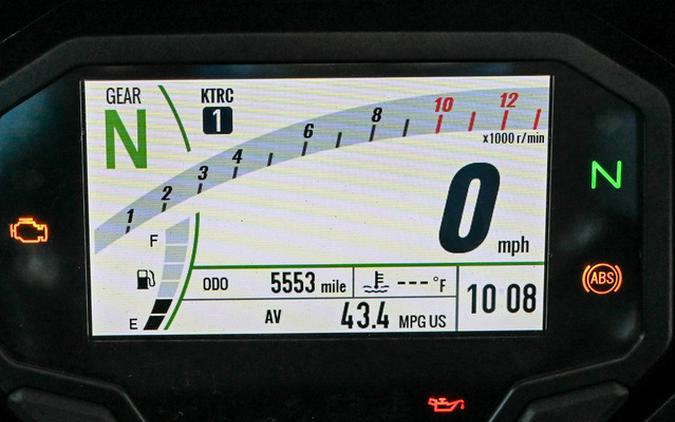 GEAR
N
KTRC
1
1 2 3 4 6 8 10 12
x1000 r/min
0 mph
N
F
E
ODO 5553 mile
--- °F
AV 43.4 MPG US
10 08
ABS